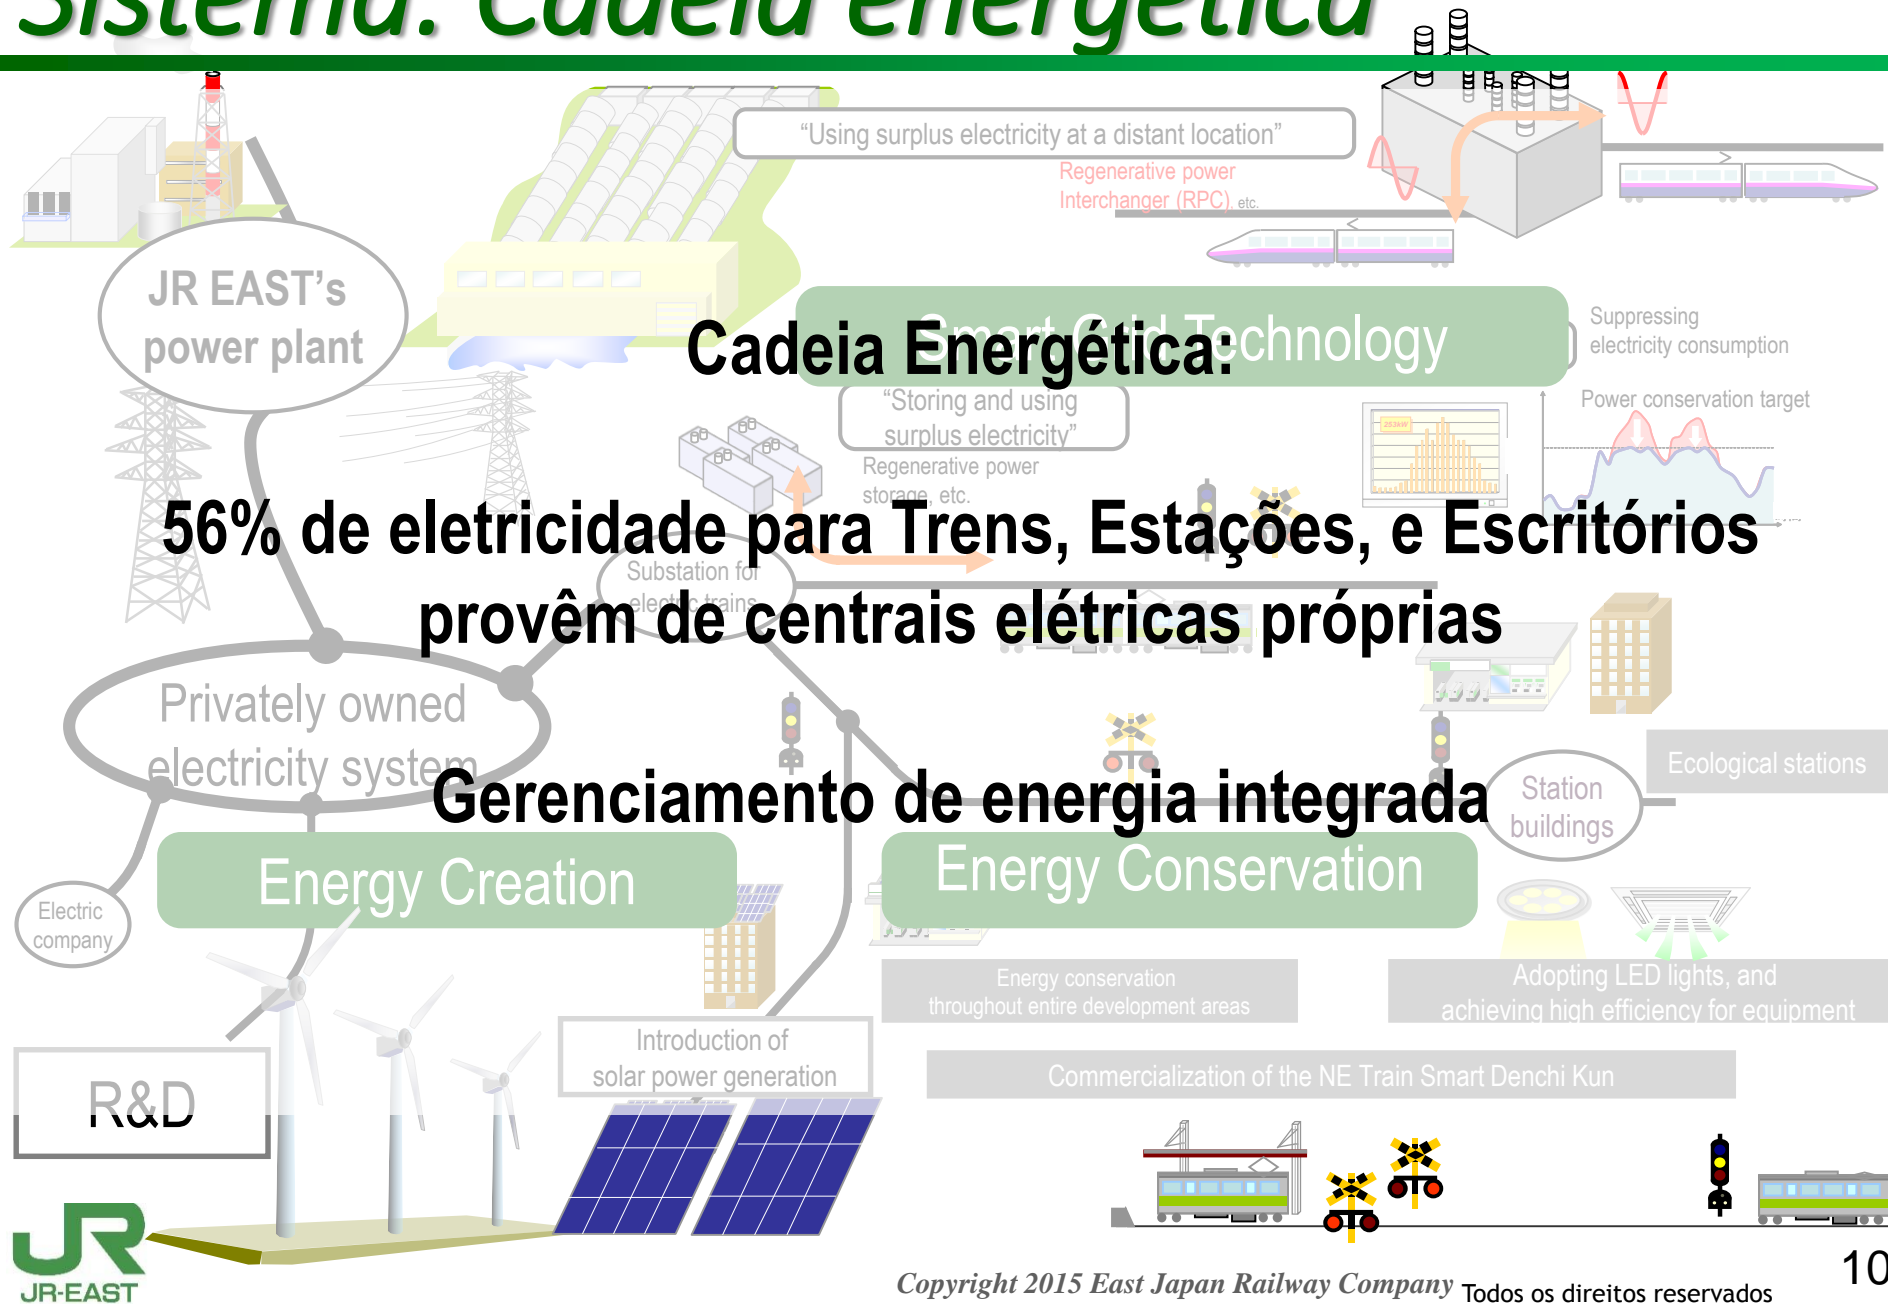 Sistema: Cadeia energética
“Using surplus electricity at a distant location”
Regenerative power
Interchanger (RPC), etc.
JR EAST’s
power plant
Smart Grid Technology
Cadeia Energética:
Suppressing
electricity consumption
Power conservation target
“Storing and using
surplus electricity”
Regenerative power
storage, etc.
56% de eletricidade para Trens, Estações, e Escritórios
provêm de centrais elétricas próprias
Substation for
electric trains
Privately owned
electricity system
Gerenciamento de energia integrada
Ecological stations
Station
buildings
Energy Creation
Energy Conservation
Electric
company
Energy conservation
throughout entire development areas
Adopting LED lights, and
achieving high efficiency for equipment
Introduction of
solar power generation
Commercialization of the NE Train Smart Denchi Kun
R&D
JR
JR-EAST
Copyright 2015 East Japan Railway Company Todos os direitos reservados
10